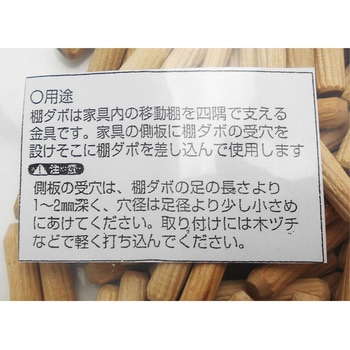 ○用途
棚ダボは家具内の移動棚を四隅で支える
金具です。家具の側板に棚ダボの受穴を
設けそこに棚ダボを差し込んで使用します
⚠注意
側板の受穴は、棚ダボの足の長さより
1〜2mm深く、穴径は足径より少し小さめ
にあけてください。取り付けには木ヅチ
などで軽く打ち込んでください。